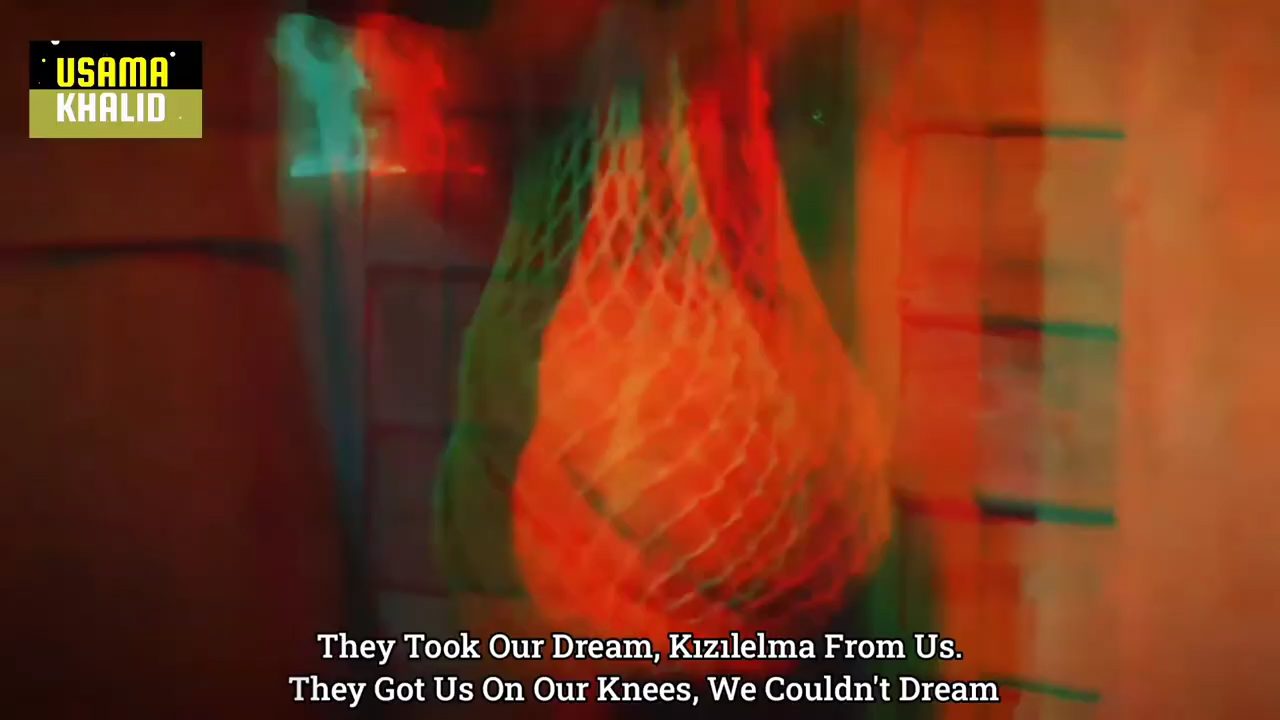 USAMA
KHALID
They Took Our Dream, Kızılelma From Us.
They Got Us On Our Knees, We Couldn't Dream